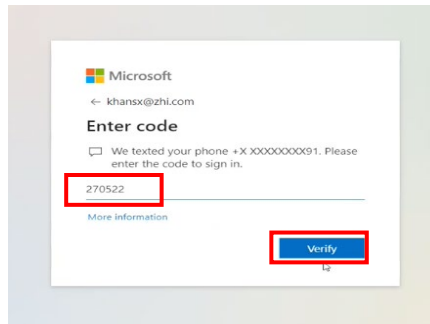 Microsoft
← khansx@zhi.com
Enter code
We texted your phone +X XXXXXXXX91. Please
enter the code to sign in.
270522
More information
Verify